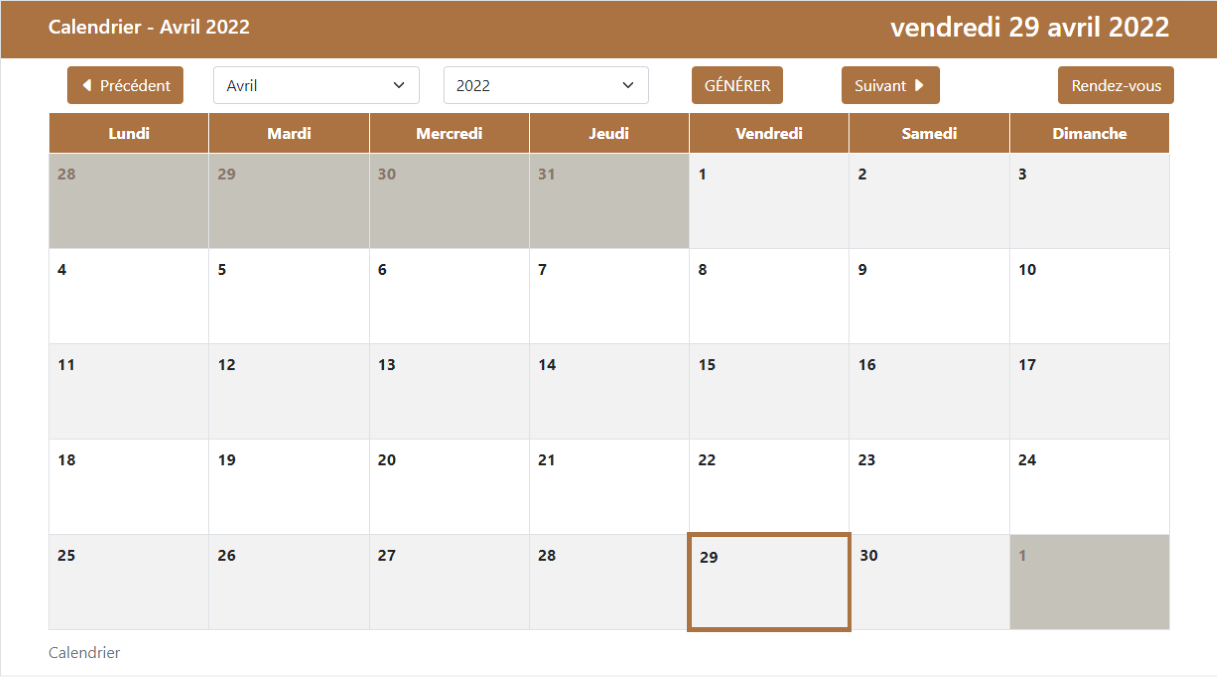 Calendrier - Avril 2022 vendredi 29 avril 2022
Précédent Avril 2022 GÉNÉRER Suivant Rendez-vous
Lundi Mardi Mercredi Jeudi Vendredi Samedi Dimanche
28 29 30 31 1 2 3
4 5 6 7 8 9 10
11 12 13 14 15 16 17
18 19 20 21 22 23 24
25 26 27 28 29 30 1
Calendrier